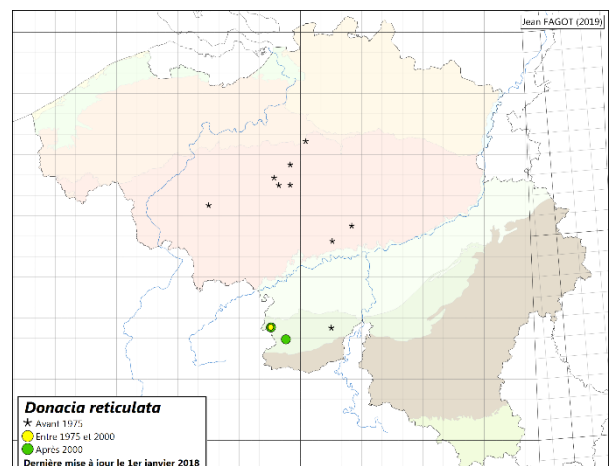 Jean FAGOT (2019)
Donacia reticulata
Avant 1975
Entre 1975 et 2000
Après 2000
Dernière mise à jour le 1er janvier 2018